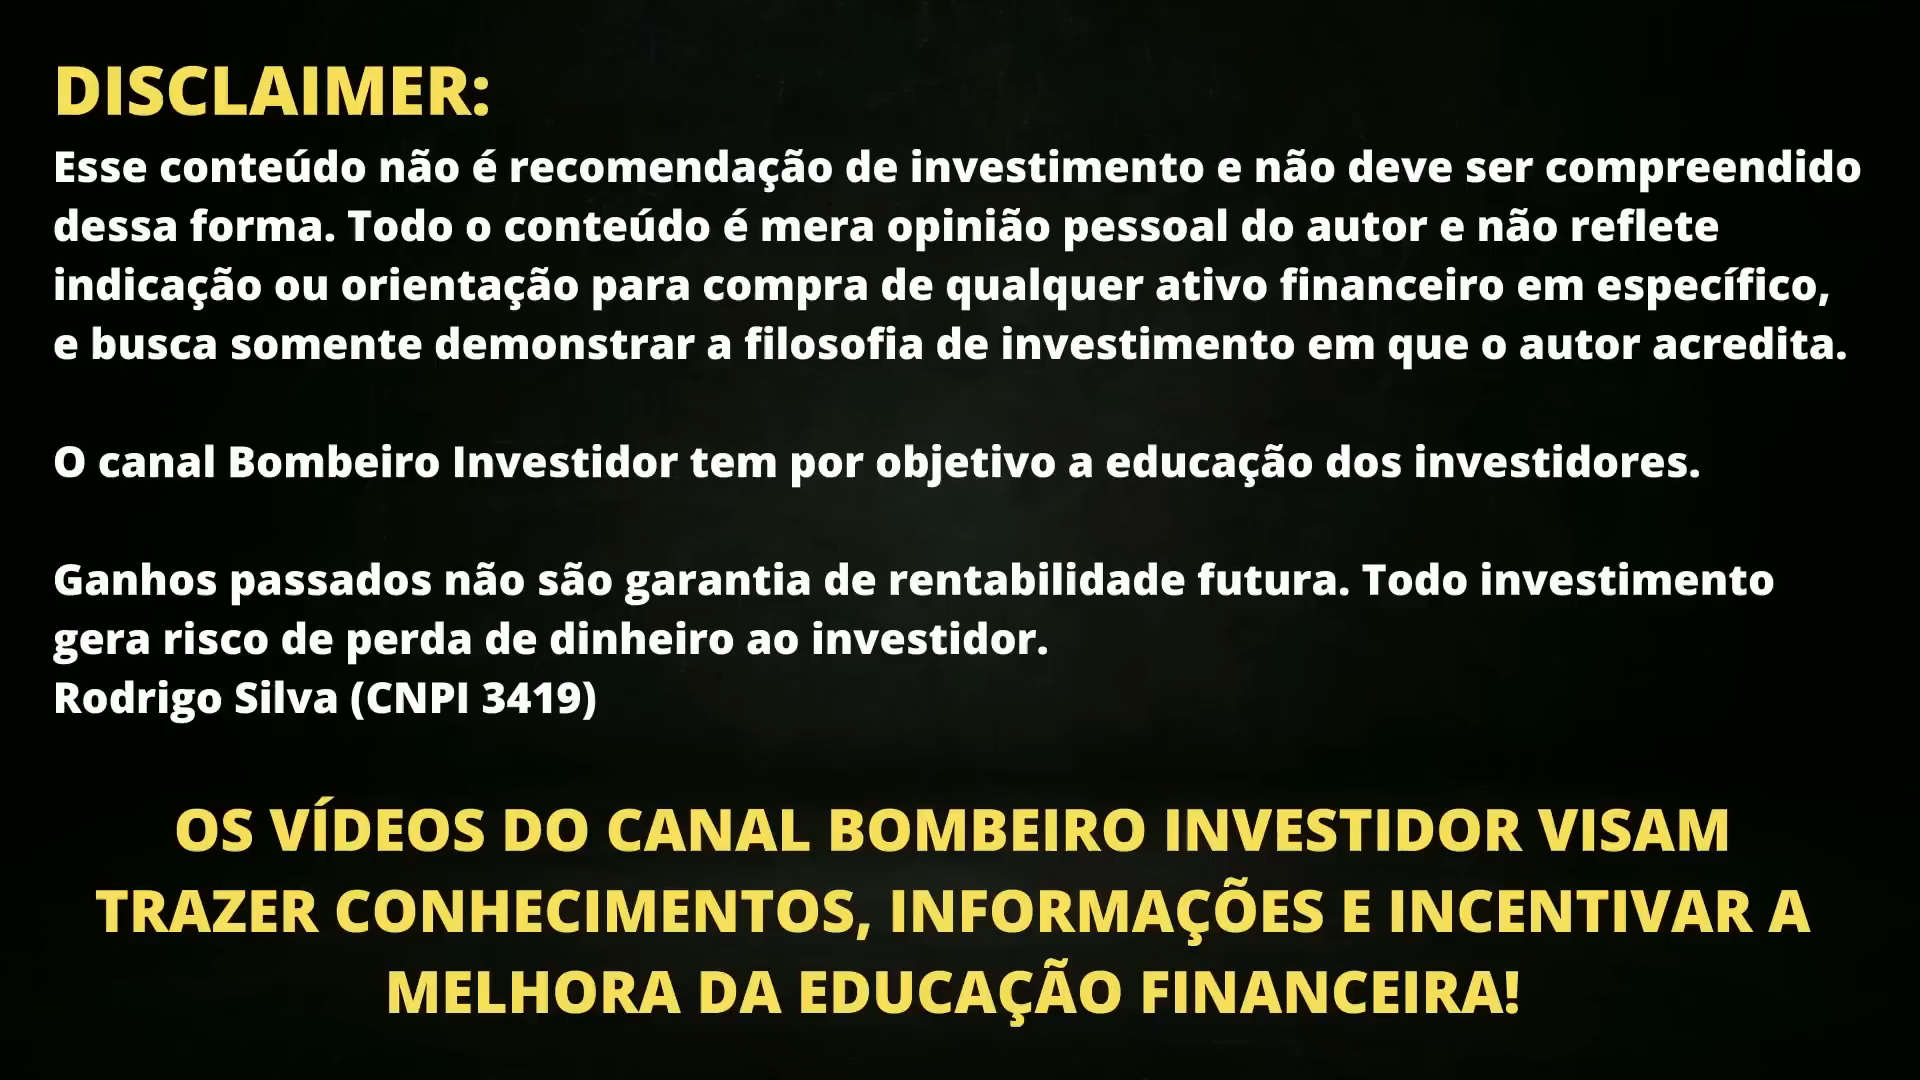 DISCLAIMER:
Esse conteúdo não é recomendação de investimento e não deve ser compreendido
dessa forma. Todo o conteúdo é mera opinião pessoal do autor e não reflete
indicação ou orientação para compra de qualquer ativo financeiro em específico,
e busca somente demonstrar a filosofia de investimento em que o autor acredita.
O canal Bombeiro Investidor tem por objetivo a educação dos investidores.
Ganhos passados não são garantia de rentabilidade futura. Todo investimento
gera risco de perda de dinheiro ao investidor.
Rodrigo Silva (CNPI 3419)
OS VÍDEOS DO CANAL BOMBEIRO INVESTIDOR VISAM
TRAZER CONHECIMENTOS, INFORMAÇÕES E INCENTIVAR A
MELHORA DA EDUCAÇÃO FINANCEIRA!